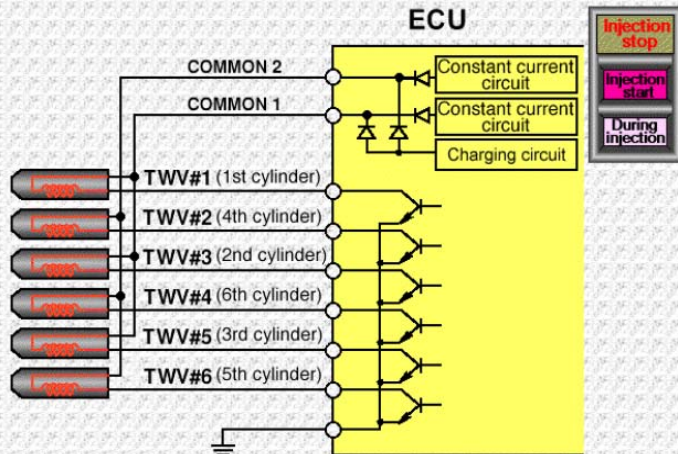 ECU
Injection
stop
Injection
start
During
injection
COMMON 2
COMMON 1
Constant current
circuit
Constant current
circuit
Charging circuit
TWV#1 (1st cylinder)
TWV#2 (4th cylinder)
TWV#3 (2nd cylinder)
TWV#4 (6th cylinder)
TWV#5 (3rd cylinder)
TWV#6 (5th cylinder)